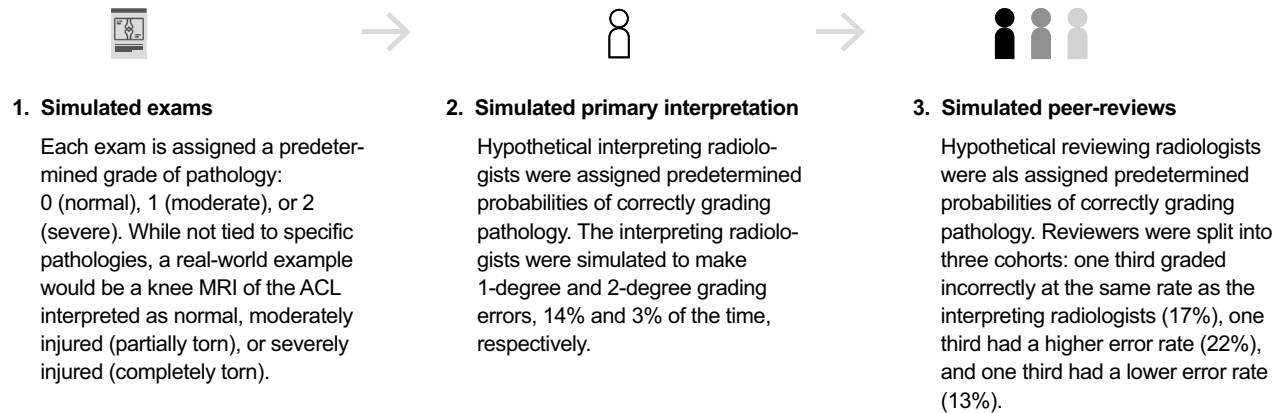 1. Simulated exams
Each exam is assigned a predeter-
mined grade of pathology:
0 (normal), 1 (moderate), or 2
(severe). While not tied to specific
pathologies, a real-world example
would be a knee MRI of the ACL
interpreted as normal, moderately
injured (partially torn), or severely
injured (completely torn).
2. Simulated primary interpretation
Hypothetical interpreting radiolo-
gists were assigned predetermined
probabilities of correctly grading
pathology. The interpreting radiolo-
gists were simulated to make
1-degree and 2-degree grading
errors, 14% and 3% of the time,
respectively.
3. Simulated peer-reviews
Hypothetical reviewing radiologists
were als assigned predetermined
probabilities of correctly grading
pathology. Reviewers were split into
three cohorts: one third graded
incorrectly at the same rate as the
interpreting radiologists (17%), one
third had a higher error rate (22%),
and one third had a lower error rate
(13%).